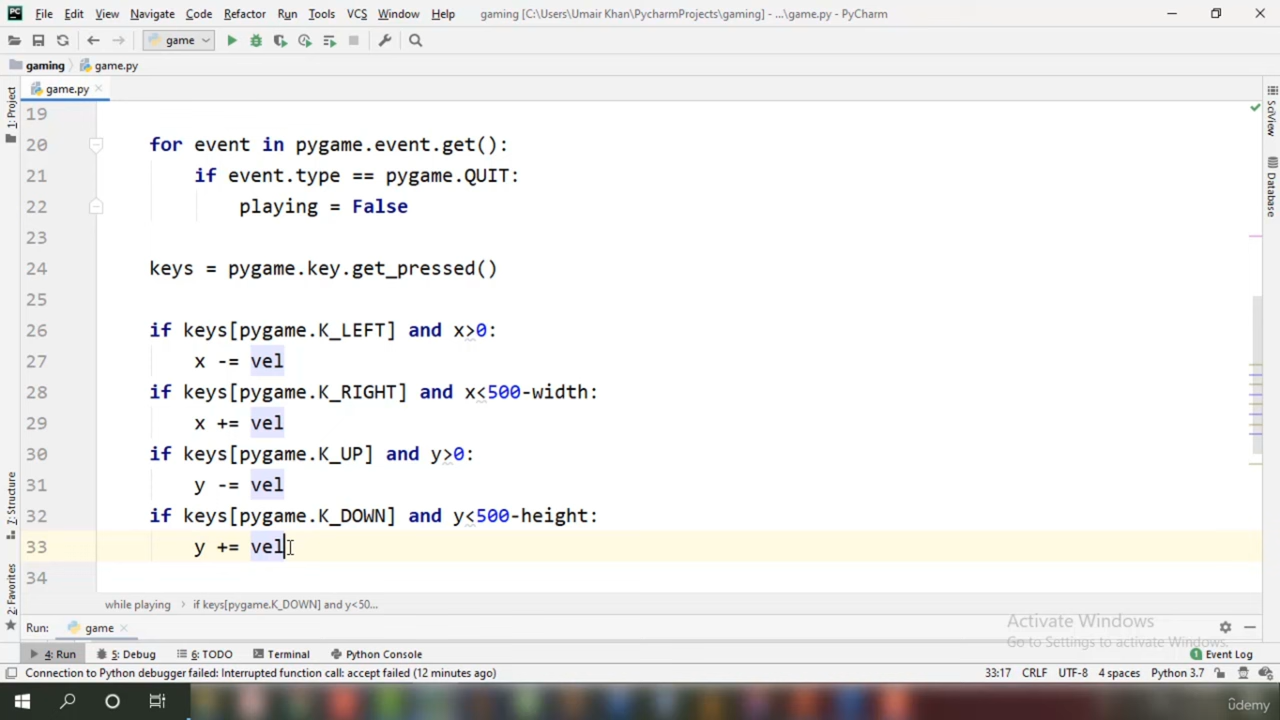 File Edit View Navigate Code Refactor Run Tools VCS Window Help gaming [C:\Users\Umair Khan\PycharmProjects\gaming] - ...\game.py - PyCharm
game
gaming game.py
game.py
1: Project
SciView
Database
19
20 for event in pygame.event.get():
21 if event.type == pygame.QUIT:
22 playing = False
23
24 keys = pygame.key.get_pressed()
25
26 if keys[pygame.K_LEFT] and x>0:
27 x -= vel
28 if keys[pygame.K_RIGHT] and x<500-width:
29 x += vel
30 if keys[pygame.K_UP] and y>0:
31 y -= vel
32 if keys[pygame.K_DOWN] and y<500-height:
33 y += vel
34
Z: Structure
2: Favorites
while playing if keys[pygame.K_DOWN] and y<50...
Activate Windows
Go to Settings to activate Windows.
Run: game
4: Run 5: Debug 6: TODO Terminal Python Console 1 Event Log
Connection to Python debugger failed: Interrupted function call: accept failed (12 minutes ago) 33:17 CRLF UTF-8 4 spaces Python 3.7
udemy